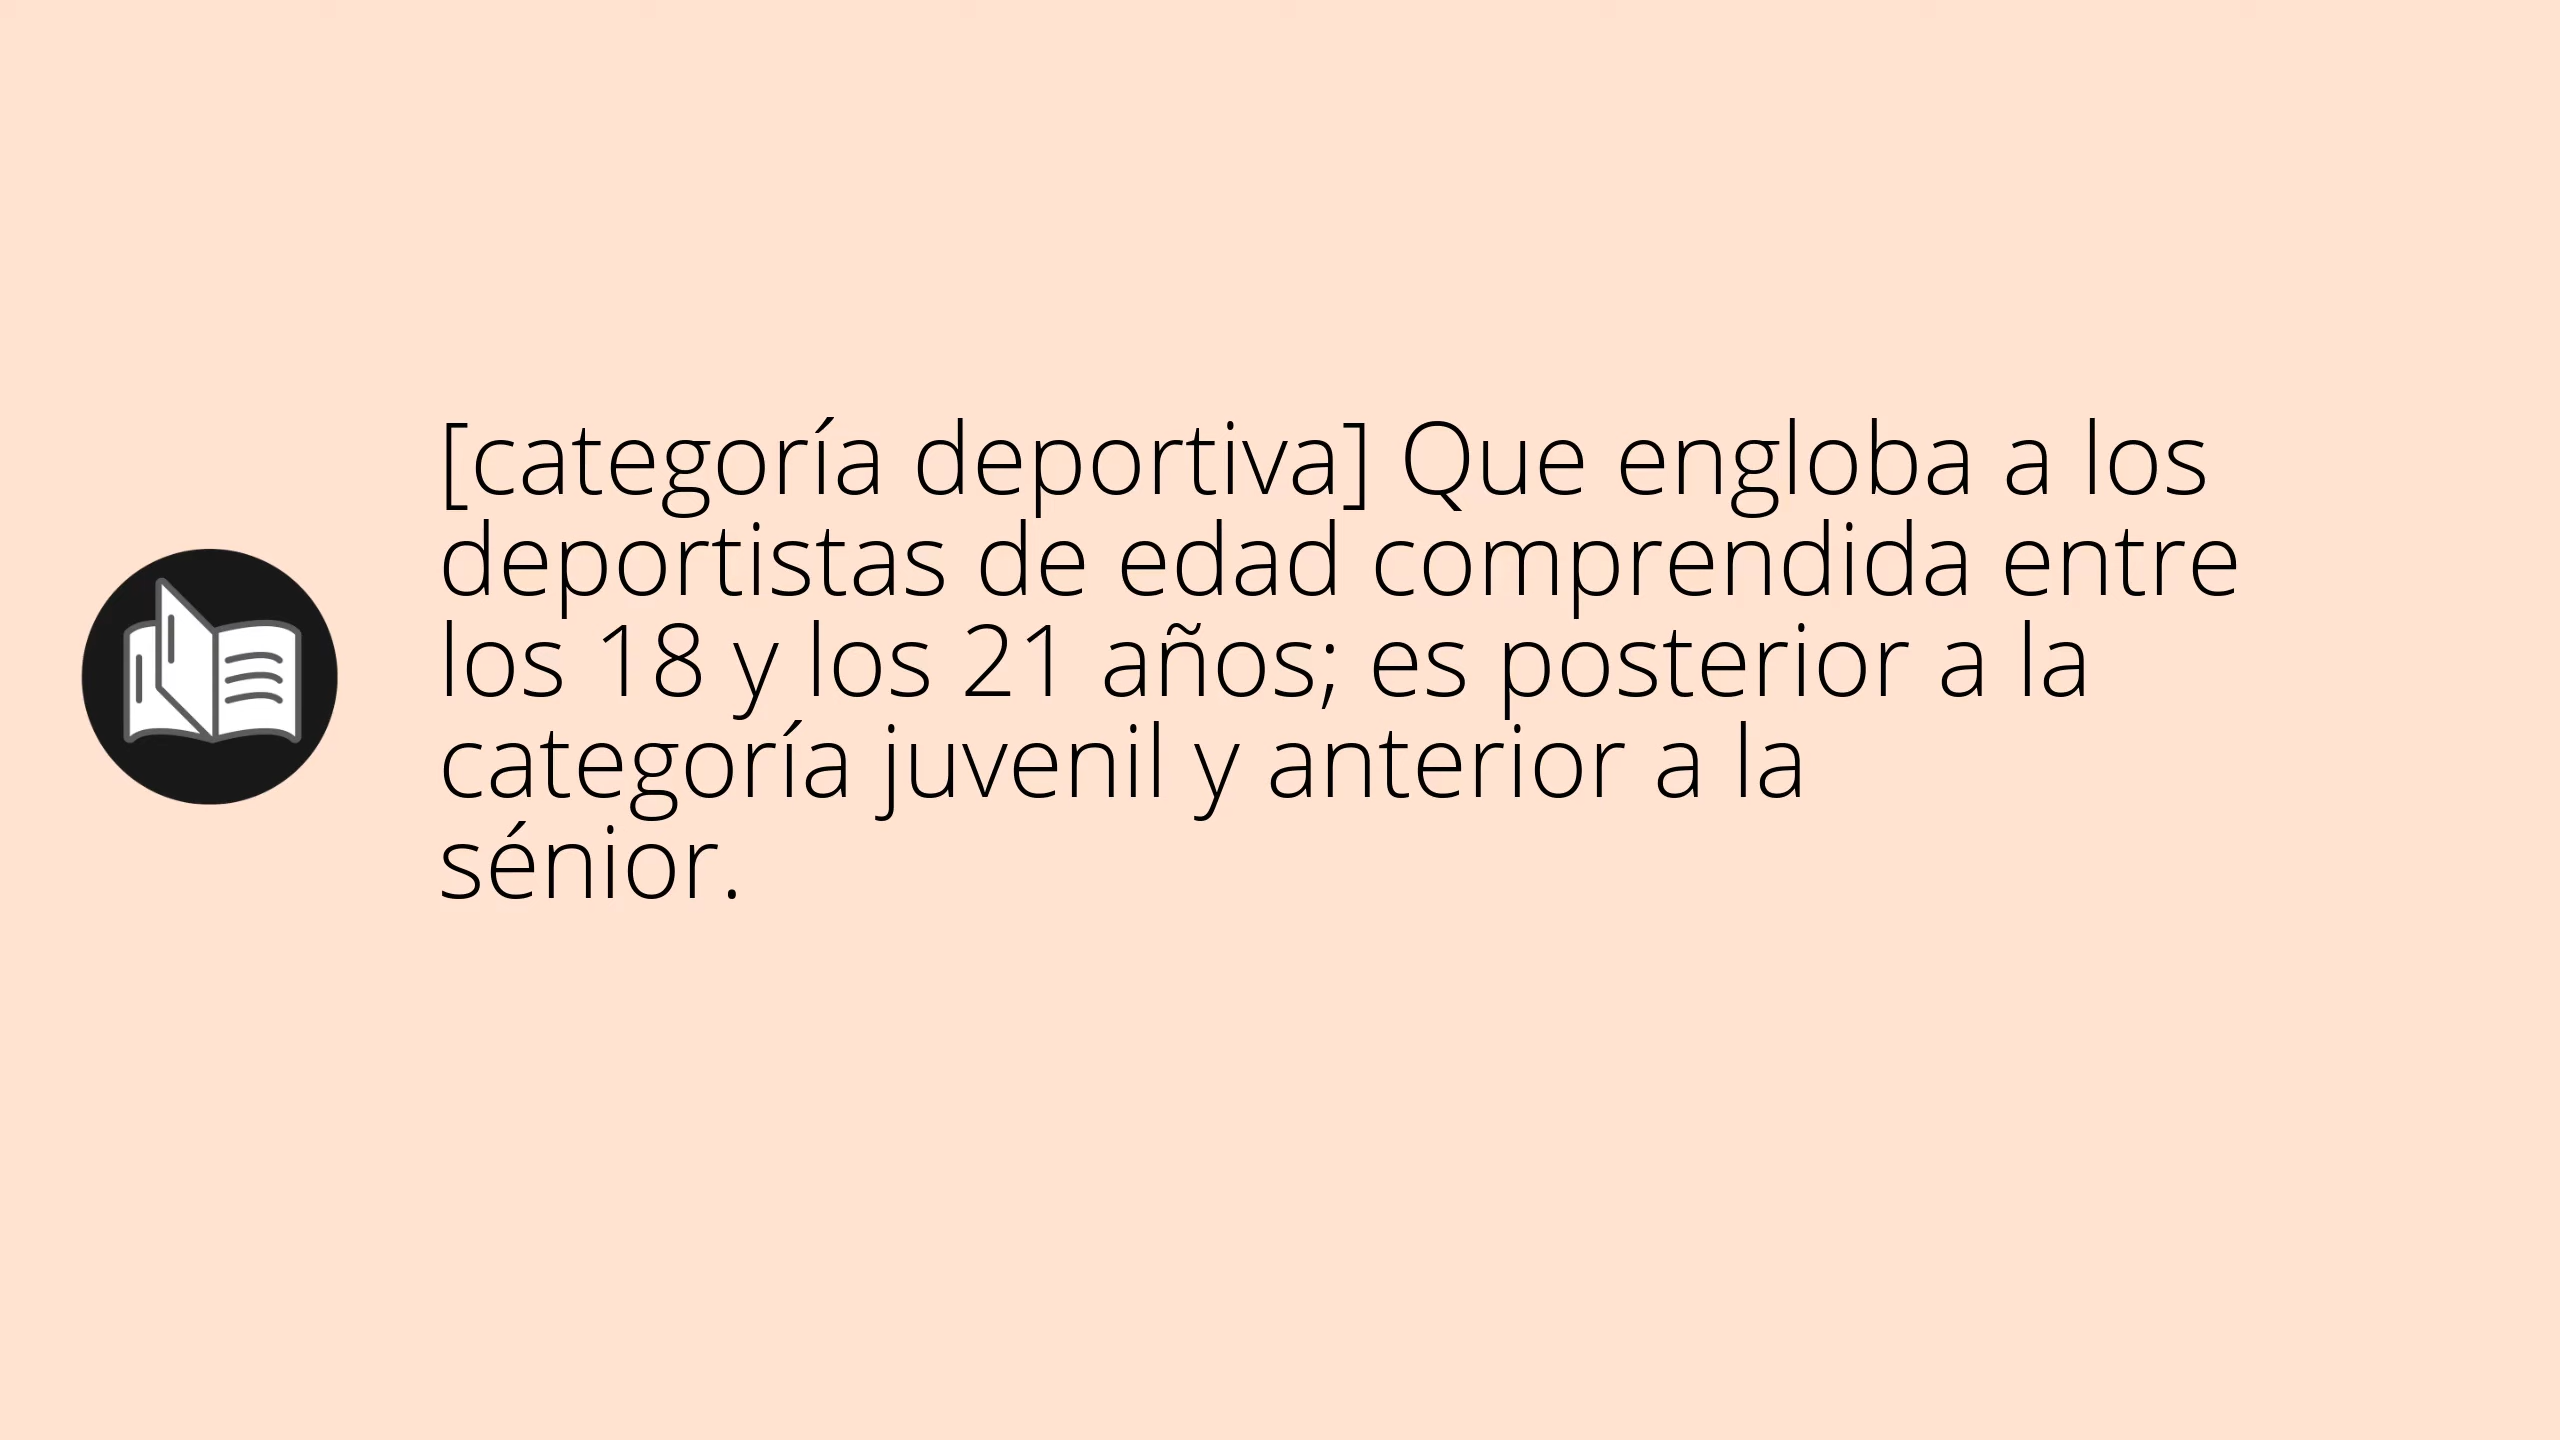 [categoría deportiva] Que engloba a los
deportistas de edad comprendida entre
los 18 y los 21 años; es posterior a la
categoría juvenil y anterior a la
sénior.